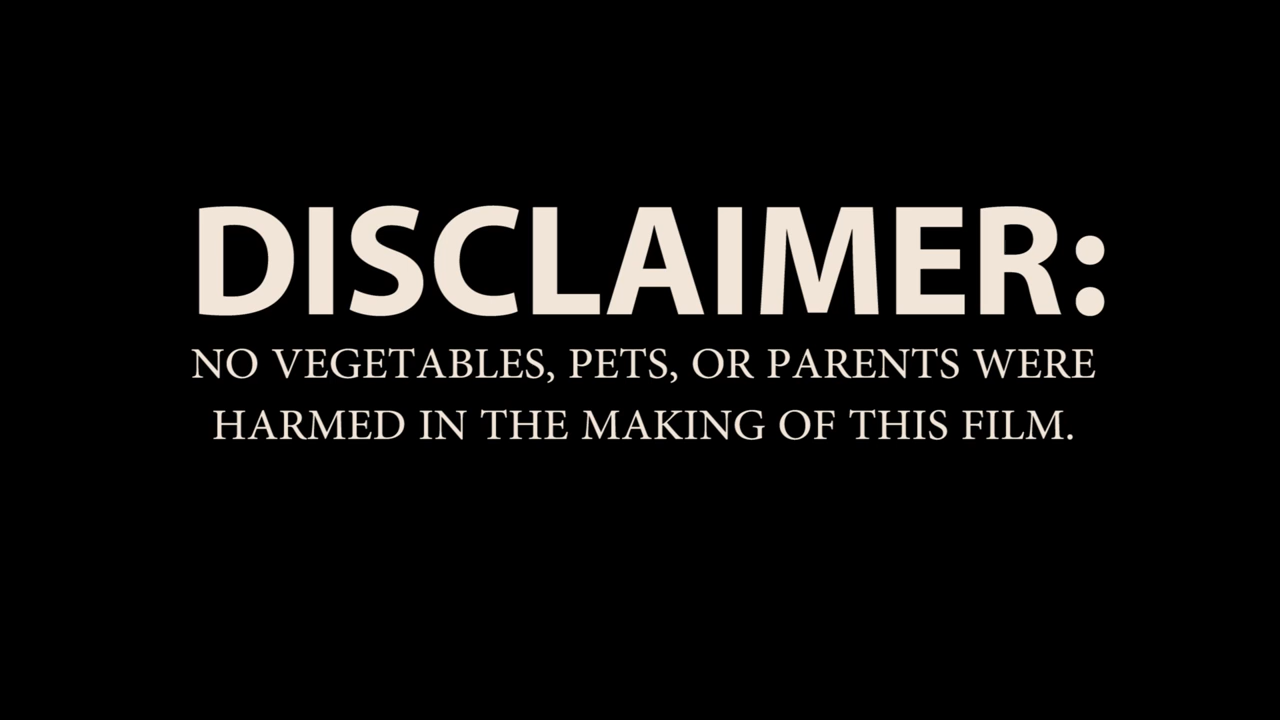 DISCLAIMER:
NO VEGETABLES, PETS, OR PARENTS WERE
HARMED IN THE MAKING OF THIS FILM.